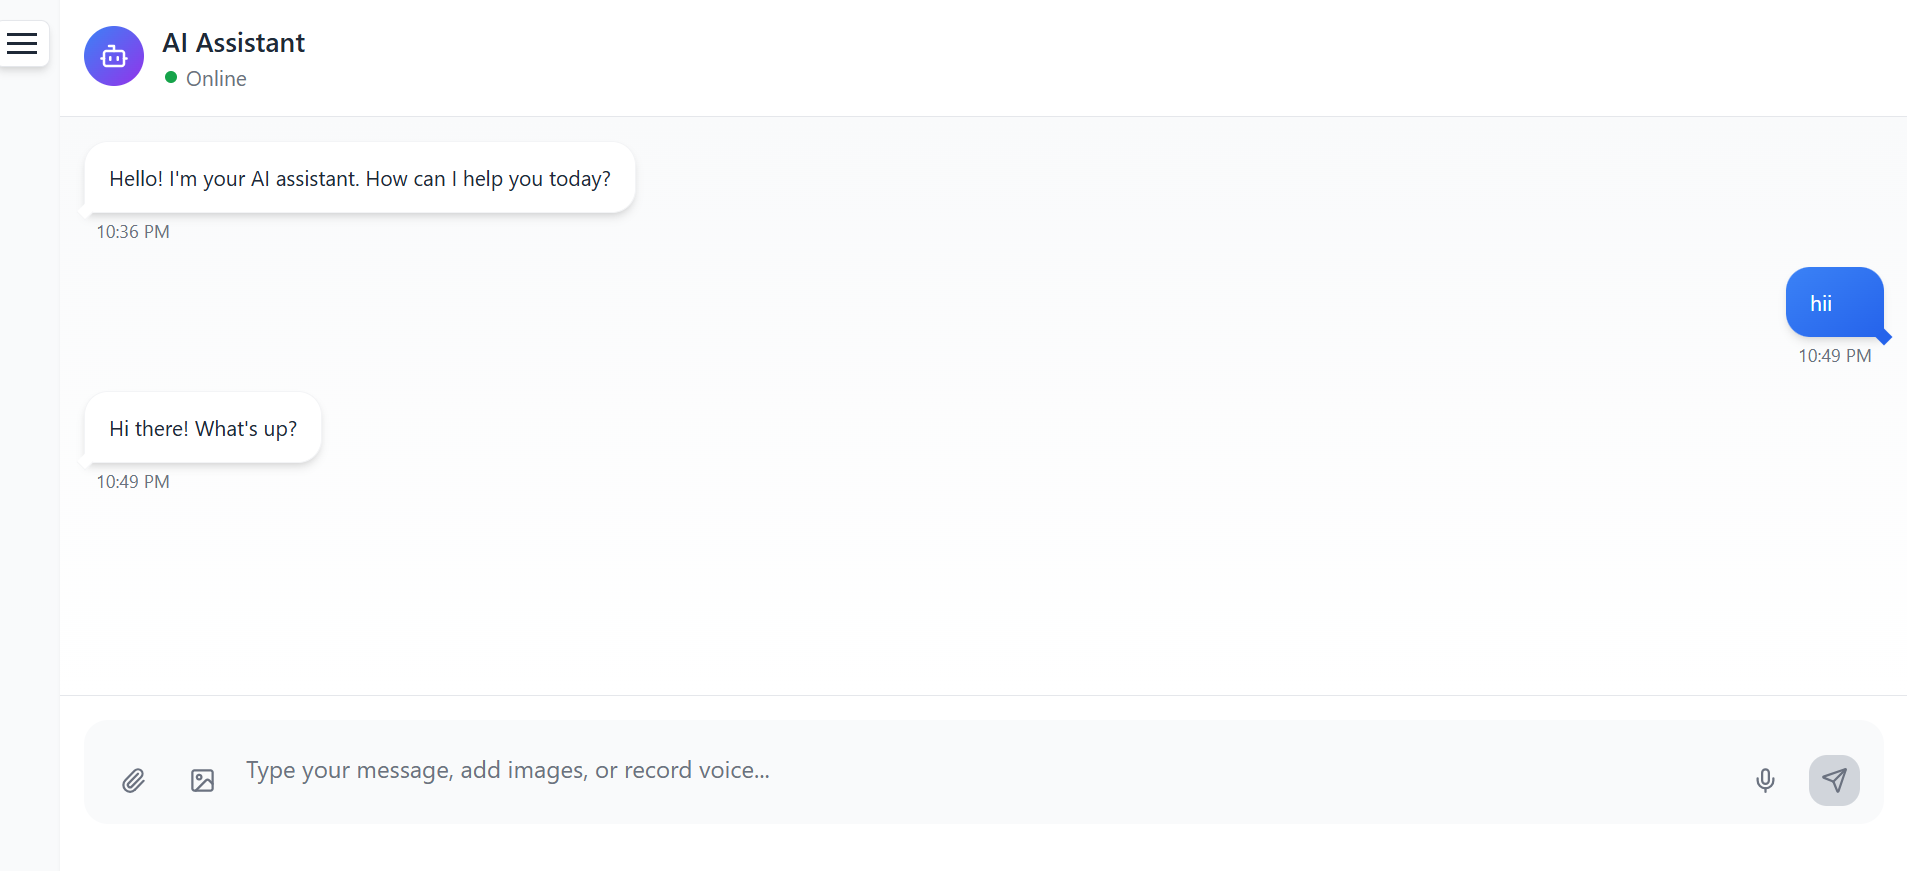 AI Assistant
Online
Hello! I'm your AI assistant. How can I help you today?
10:36 PM
hii
10:49 PM
Hi there! What's up?
10:49 PM
Type your message, add images, or record voice...